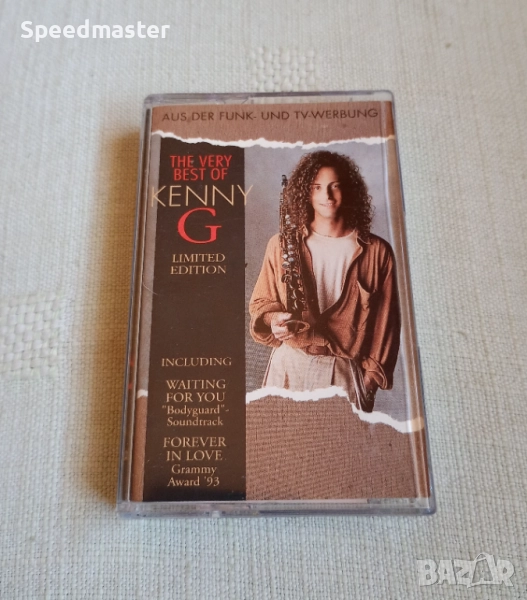 Speedmaster
AUS DER FUNK- UND TV-WERBUNG
THE VERY
BEST OF
KENNY
G
LIMITED
EDITION
INCLUDING
WAITING
FOR YOU
"Bodyguard"-
Soundtrack
FOREVER
IN LOVE
Grammy
Award '93
BAZAR